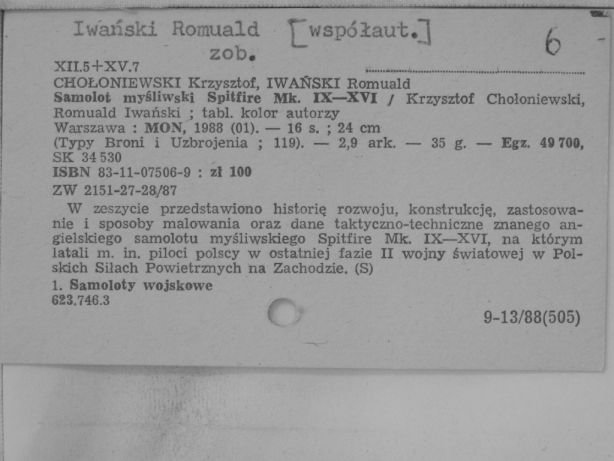 Iwański Romuald [współaut.]
zob.
6
XII.5+XV.7
CHOŁONIEWSKI Krzysztof, IWAŃSKI Romuald
Samolot myśliwski Spitfire Mk. IX—XVI / Krzysztof Chołoniewski,
Romuald Iwański ; tabl. kolor autorzy
Warszawa : MON, 1988 (01). — 16 s. ; 24 cm
(Typy Broni i Uzbrojenia ; 119). — 2,9 ark. — 35 g. — Egz. 49 700,
SK 34 530
ISBN 83-11-07506-9 : zł 100
ZW 2151-27-28/87
W zeszycie przedstawiono historię rozwoju, konstrukcję, zastosowa-
nie i sposoby malowania oraz dane taktyczno-techniczne znanego an-
gielskiego samolotu myśliwskiego Spitfire Mk. IX—XVI, na którym
latali m. in. piloci polscy w ostatniej fazie II wojny światowej w Pol-
skich Siłach Powietrznych na Zachodzie. (S)
1. Samoloty wojskowe
623.746.3
9-13/88(505)